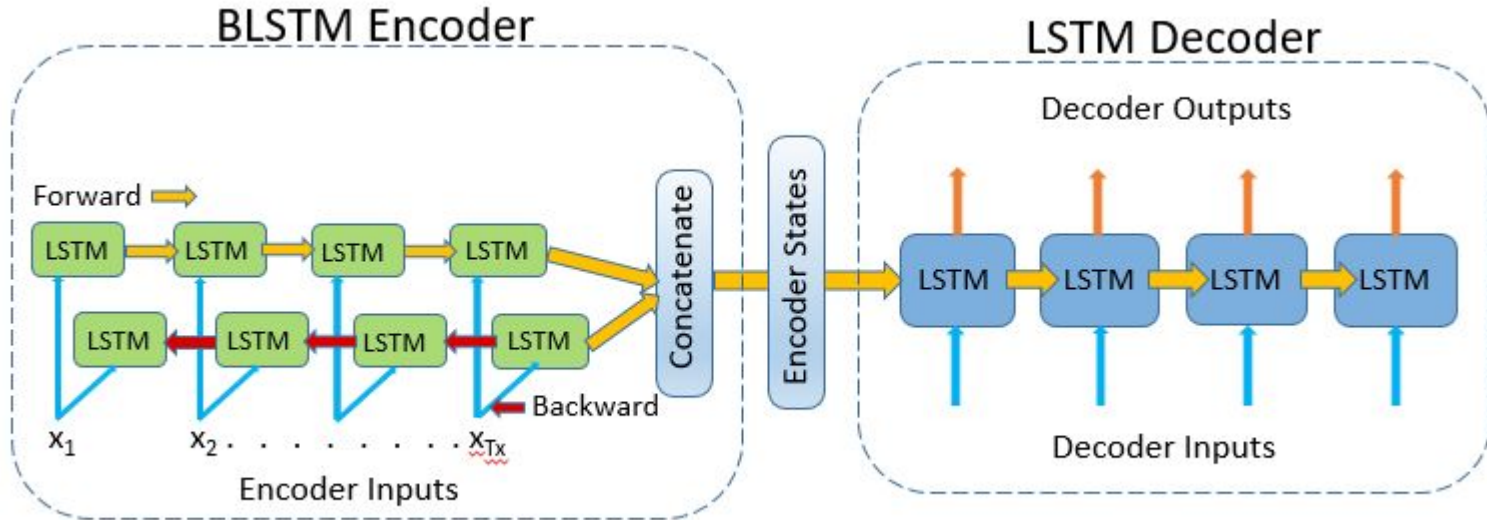 BLSTM Encoder
Forward
LSTM LSTM LSTM LSTM
LSTM LSTM LSTM LSTM
Backward
x1 x2 . . . . . . . . xTx
Encoder Inputs
Concatenate
Encoder States
LSTM Decoder
Decoder Outputs
LSTM LSTM LSTM LSTM
Decoder Inputs